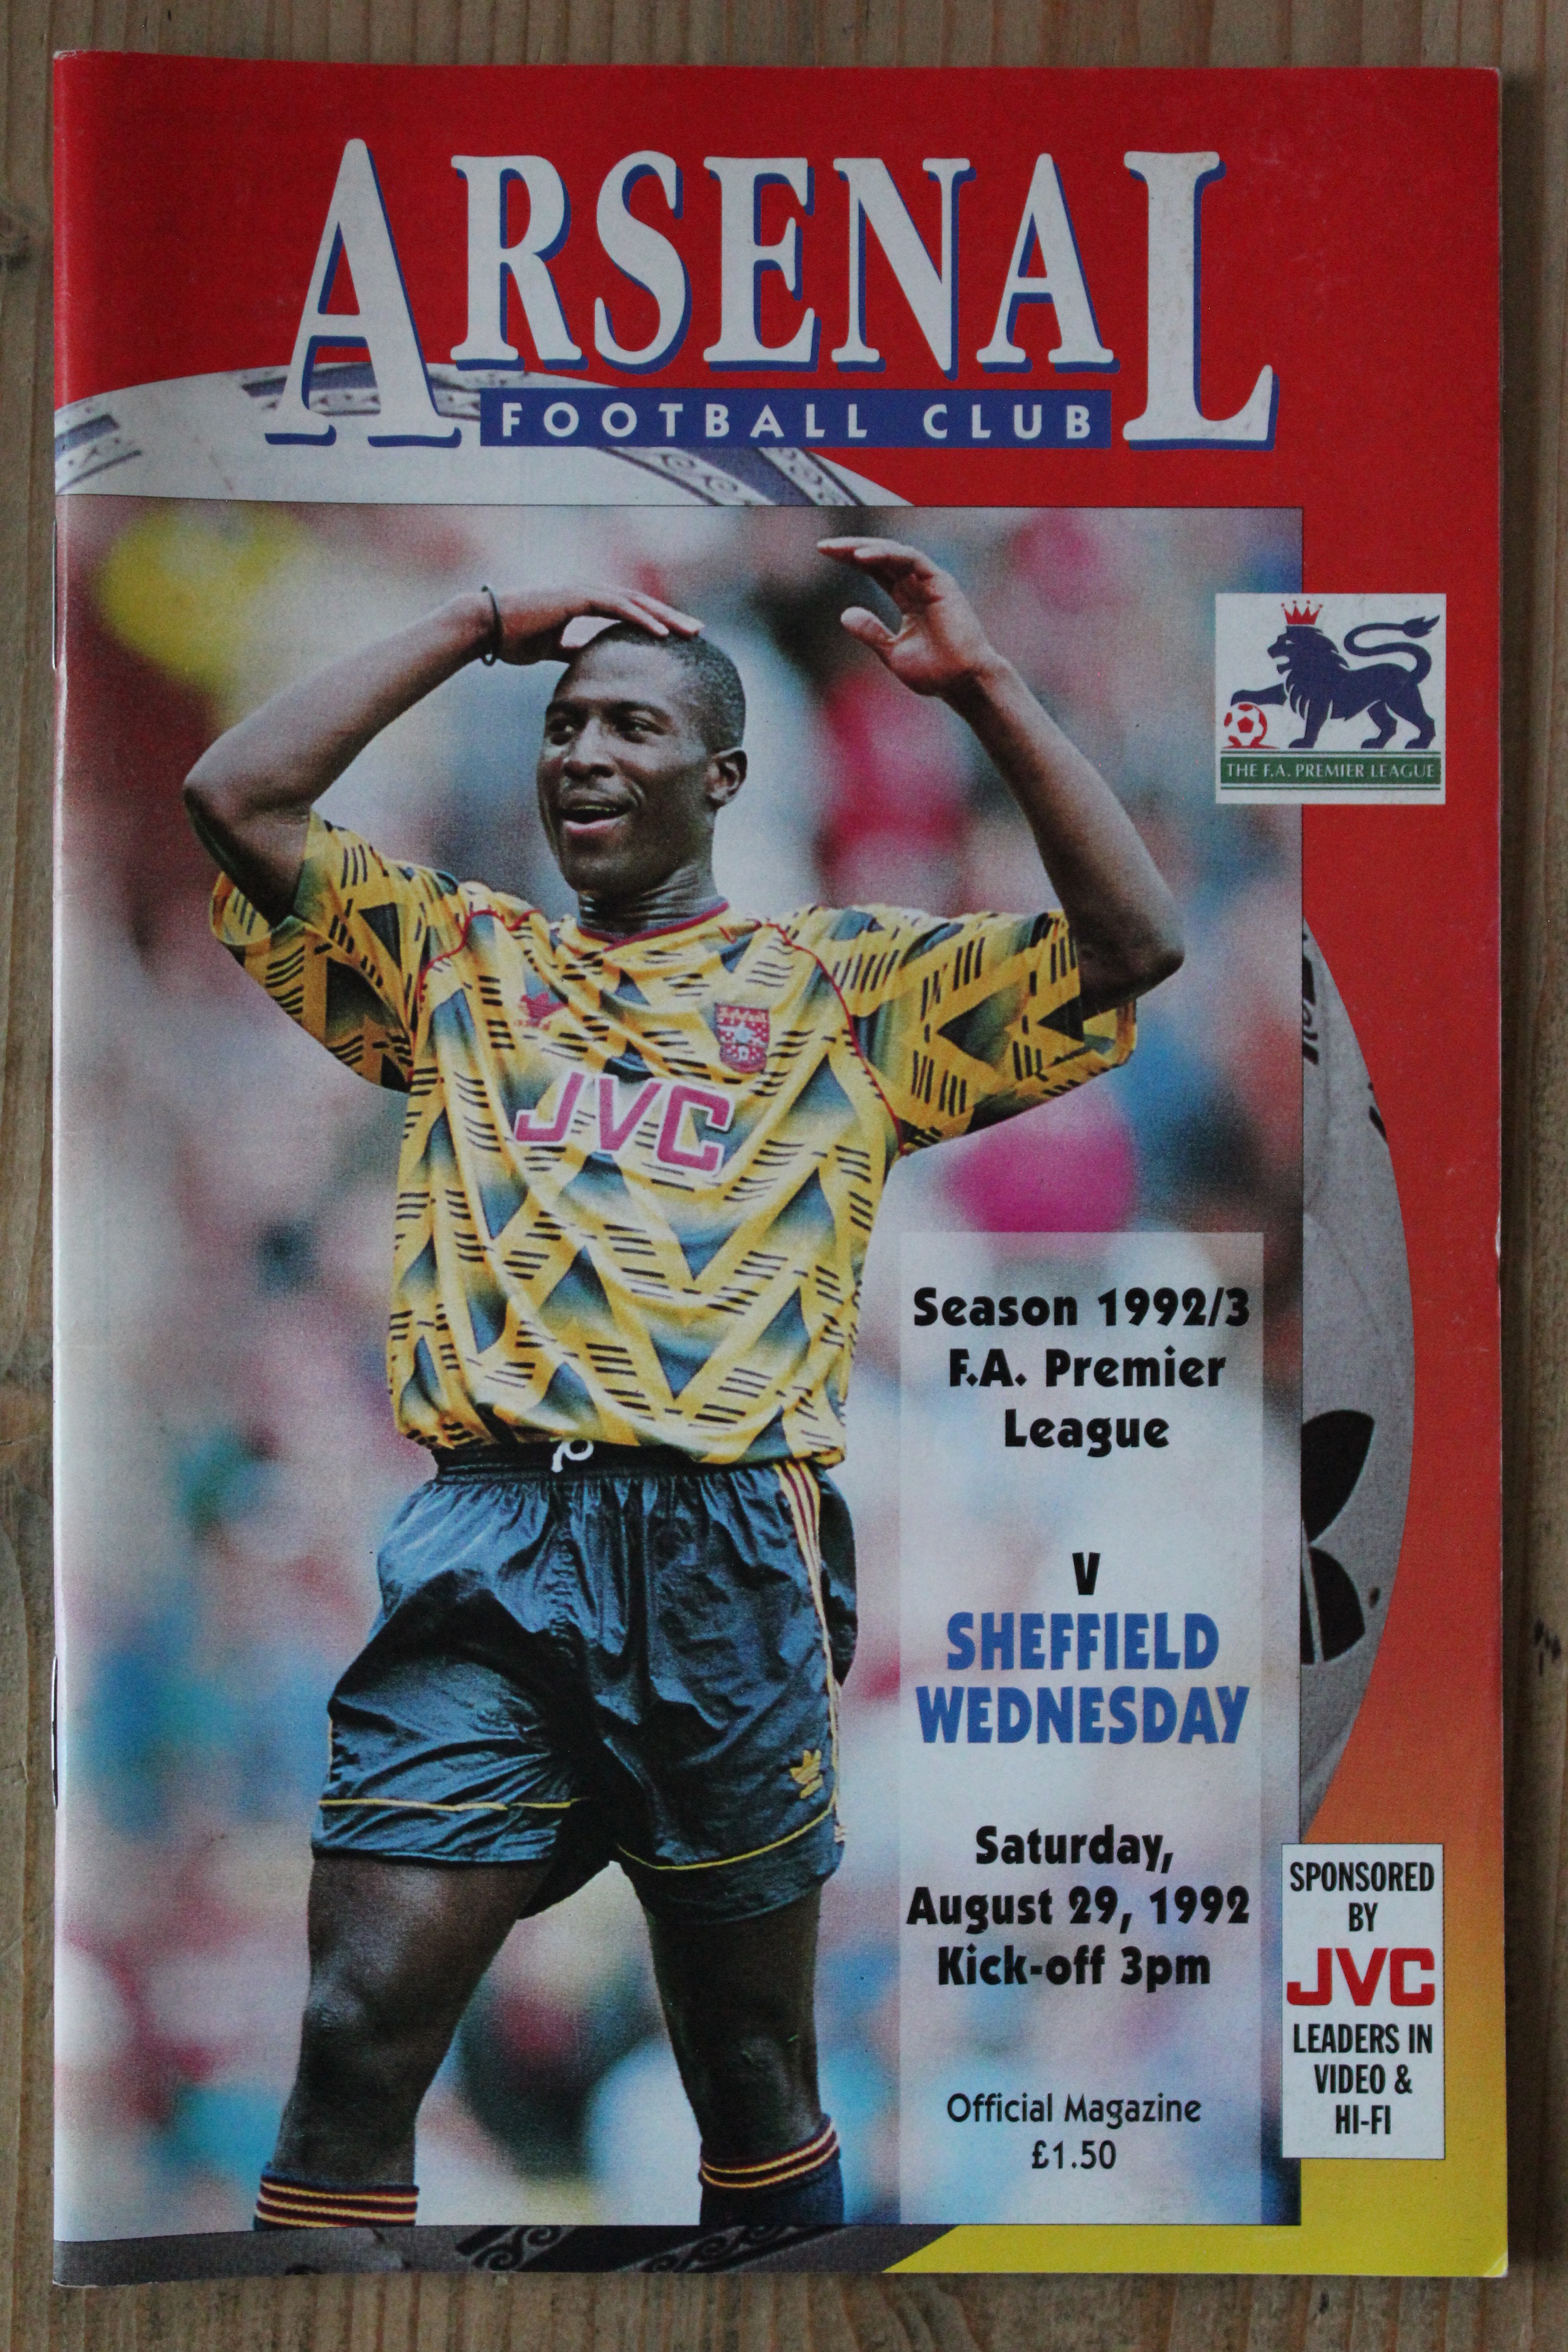 ARSENAL
FOOTBALL CLUB
THE F.A. PREMIER LEAGUE
JVC
Season 1992/3
F.A. Premier
League
V
SHEFFIELD
WEDNESDAY
Saturday,
August 29, 1992
Kick-off 3pm
Official Magazine
£1.50
SPONSORED
BY
JVC
LEADERS IN
VIDEO &
HI-FI